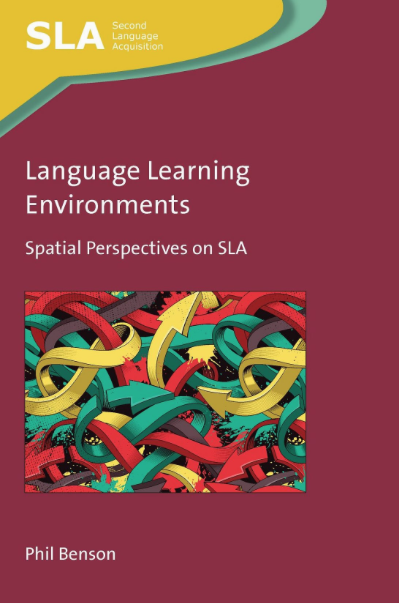 SLA
Second
Language
Acquisition
Language Learning
Environments
Spatial Perspectives on SLA
Phil Benson